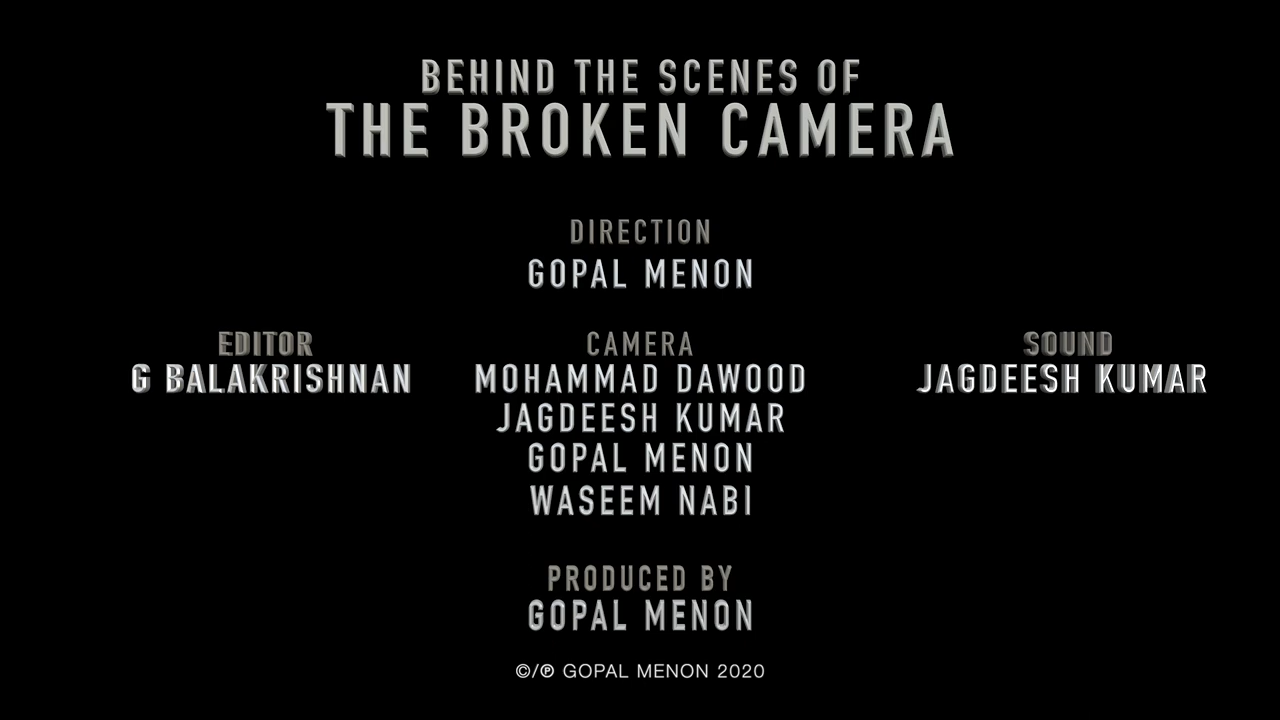 BEHIND THE SCENES OF
THE BROKEN CAMERA
DIRECTION
GOPAL MENON
EDITOR
G BALAKRISHNAN
CAMERA
MOHAMMAD DAWOOD
JAGDEESH KUMAR
GOPAL MENON
WASEEM NABI
SOUND
JAGDEESH KUMAR
PRODUCED BY
GOPAL MENON
©/℗ GOPAL MENON 2020